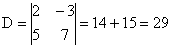 D = |2 −3; 5 7| = 14 + 15 = 29